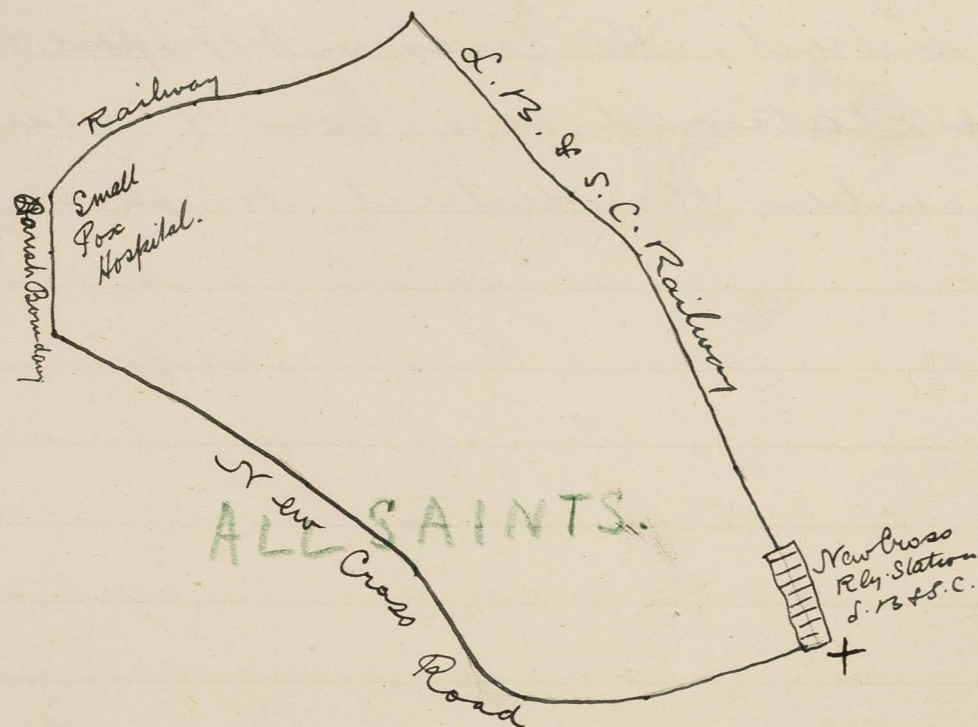 Railway
L. B. & S. C. Railway
Small
Pox
Hospital.
Parish Boundary
New Cross Road
ALL SAINTS.
New Cross
Rly. Station
L. B & S. C.